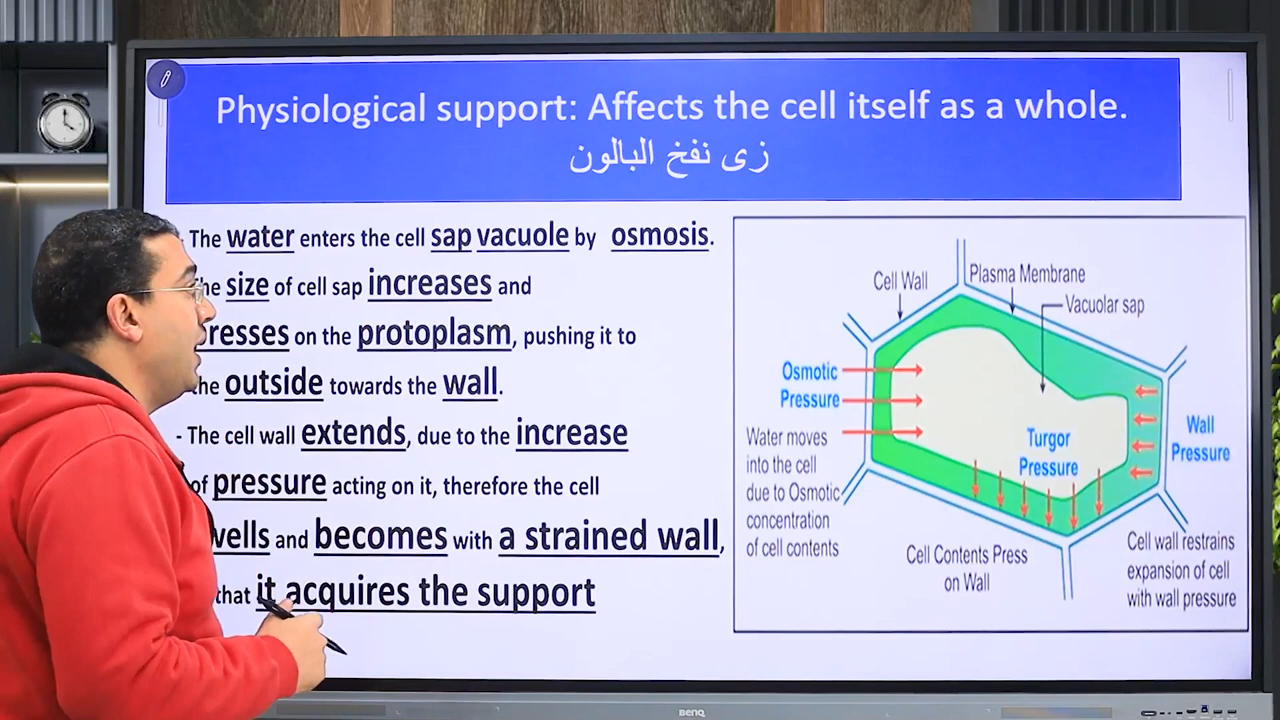 Physiological support: Affects the cell itself as a whole.
زى نفخ البالون
- The water enters the cell sap vacuole by osmosis.
size of cell sap increases and
on the protoplasm, pushing it to
the outside towards the wall.
- The cell wall extends, due to the increase
of pressure acting on it, therefore the cell
and becomes with a strained wall,
that it acquires the support
Cell Wall
Plasma Membrane
Vacuolar sap
Osmotic
Pressure
Water moves
into the cell
due to Osmotic
concentration
of cell contents
Turgor
Pressure
Wall
Pressure
Cell Contents Press
on Wall
Cell wall restrains
expansion of cell
with wall pressure
BENQ